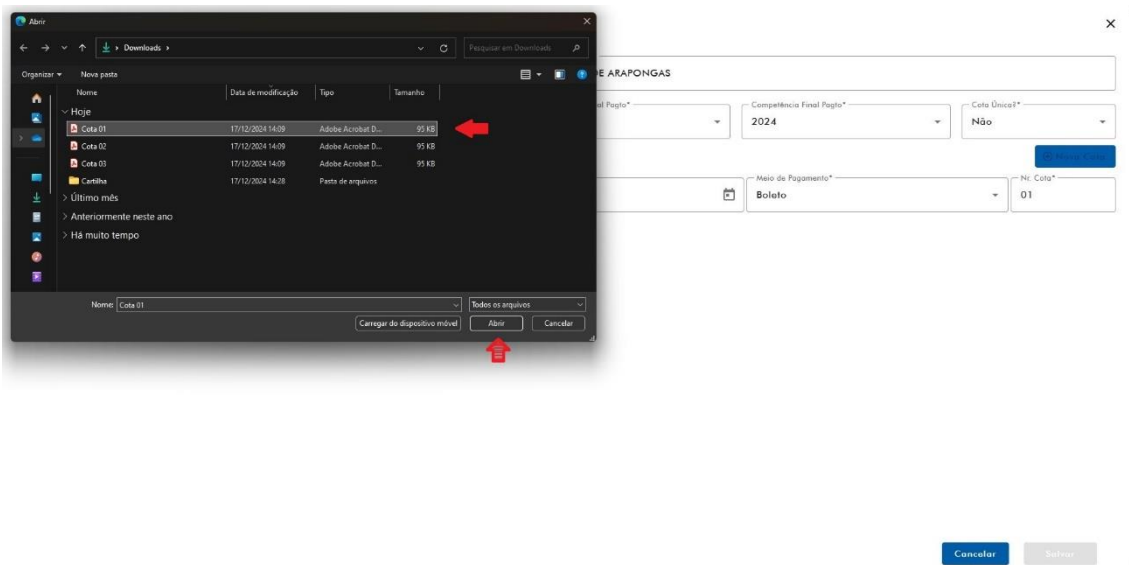 Abrir
Downloads
Pesquisar em Downloads
Organizar
Nova pasta
Nome Data de modificação Tipo Tamanho
Hoje
Cota 01 17/12/2024 14:09 Adobe Acrobat D... 95 KB
Cota 02 17/12/2024 14:09 Adobe Acrobat D... 95 KB
Cota 03 17/12/2024 14:09 Adobe Acrobat D... 95 KB
Cartilha 17/12/2024 14:28 Pasta de arquivos
Último mês
Anteriormente neste ano
Há muito tempo
Nome: Cota 01 Todos os arquivos
Carregar do dispositivo móvel Abrir Cancelar
DE ARAPONGAS
Pagto* Competência Final Pagto* Cota Única?*
2024 Não
Nova Cota
Meio de Pagamento* Nr. Cota*
Boleto 01
Cancelar Salvar